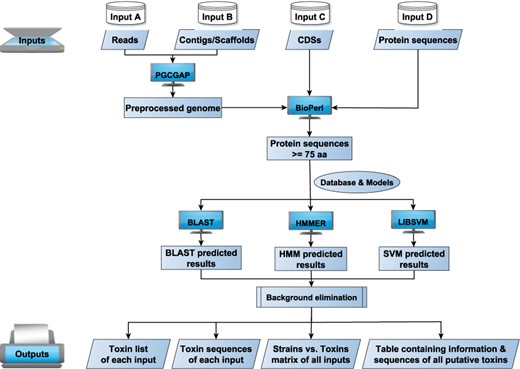 Input A
Input B
Input C
Input D
Inputs
Reads
Contigs/Scaffolds
CDSs
Protein sequences
PGCGAP
Preprocessed genome
BioPerl
Protein sequences
>= 75 aa
Database & Models
BLAST
HMMER
LIBSVM
BLAST predicted
results
HMM predicted
results
SVM predicted
results
Background elimination
Outputs
Toxin list
of each input
Toxin sequences
of each input
Strains vs. Toxins
matrix of all inputs
Table containing information &
sequences of all putative toxins